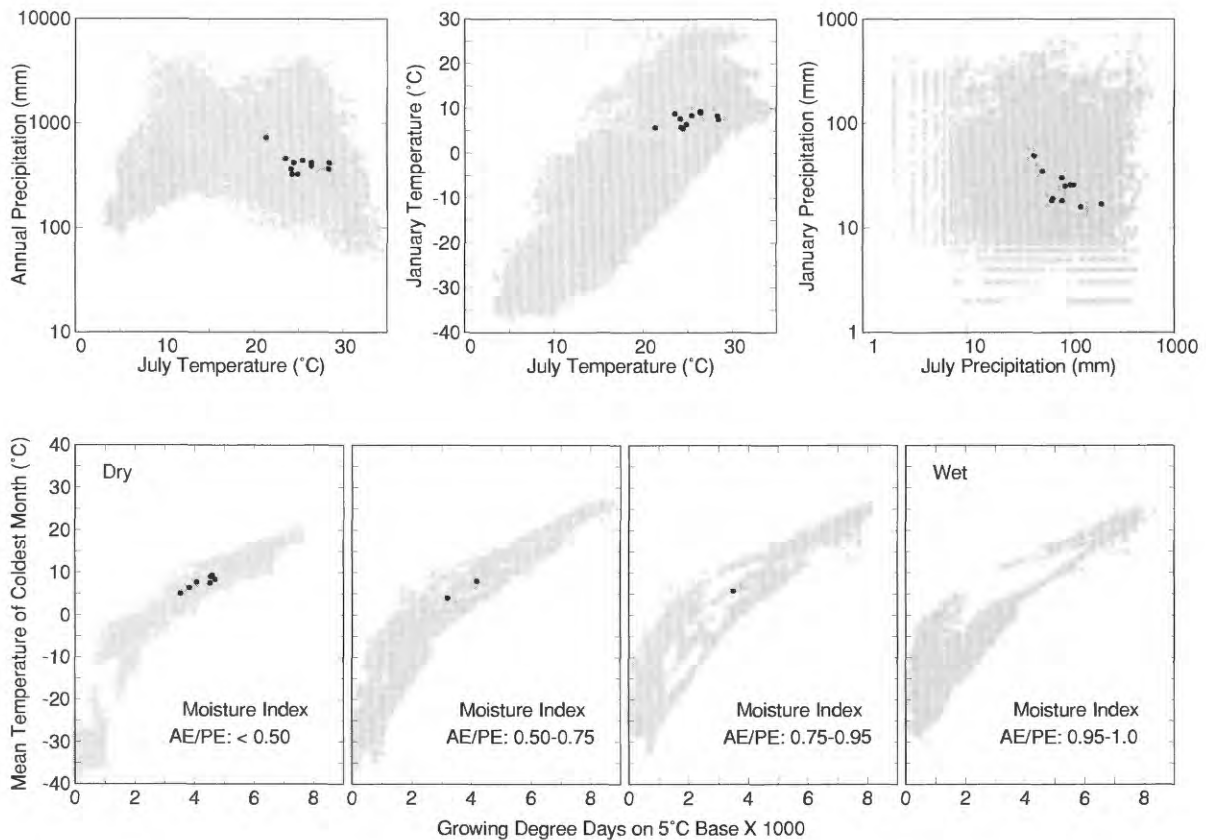 10000
1000
100
10
Annual Precipitation (mm)
0 10 20 30
July Temperature (°C)
30
20
10
0
-10
-20
-30
-40
January Temperature (°C)
0 10 20 30
July Temperature (°C)
1000
100
10
1
January Precipitation (mm)
1 10 100 1000
July Precipitation (mm)
40
30
20
10
0
-10
-20
-30
-40
Mean Temperature of Coldest Month (°C)
Dry
Moisture Index
AE/PE: < 0.50
0 2 4 6 8
Moisture Index
AE/PE: 0.50-0.75
0 2 4 6 8
Moisture Index
AE/PE: 0.75-0.95
0 2 4 6 8
Wet
Moisture Index
AE/PE: 0.95-1.0
0 2 4 6 8
Growing Degree Days on 5°C Base X 1000